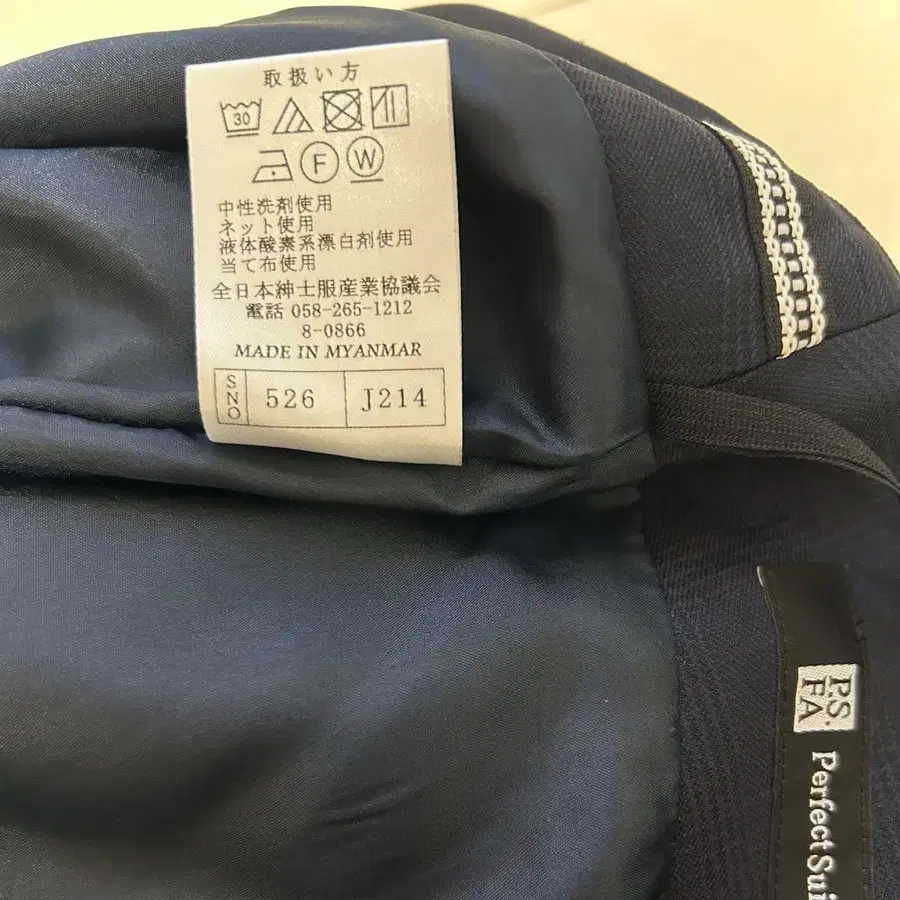 取扱い方
30
F W
中性洗剤使用
ネット使用
液体酸素系漂白剤使用
当て布使用
全日本紳士服産業協議会
電話 058-265-1212
8-0866
MADE IN MYANMAR
SNO 526 J214
P.S.
FA
Perfect Sui